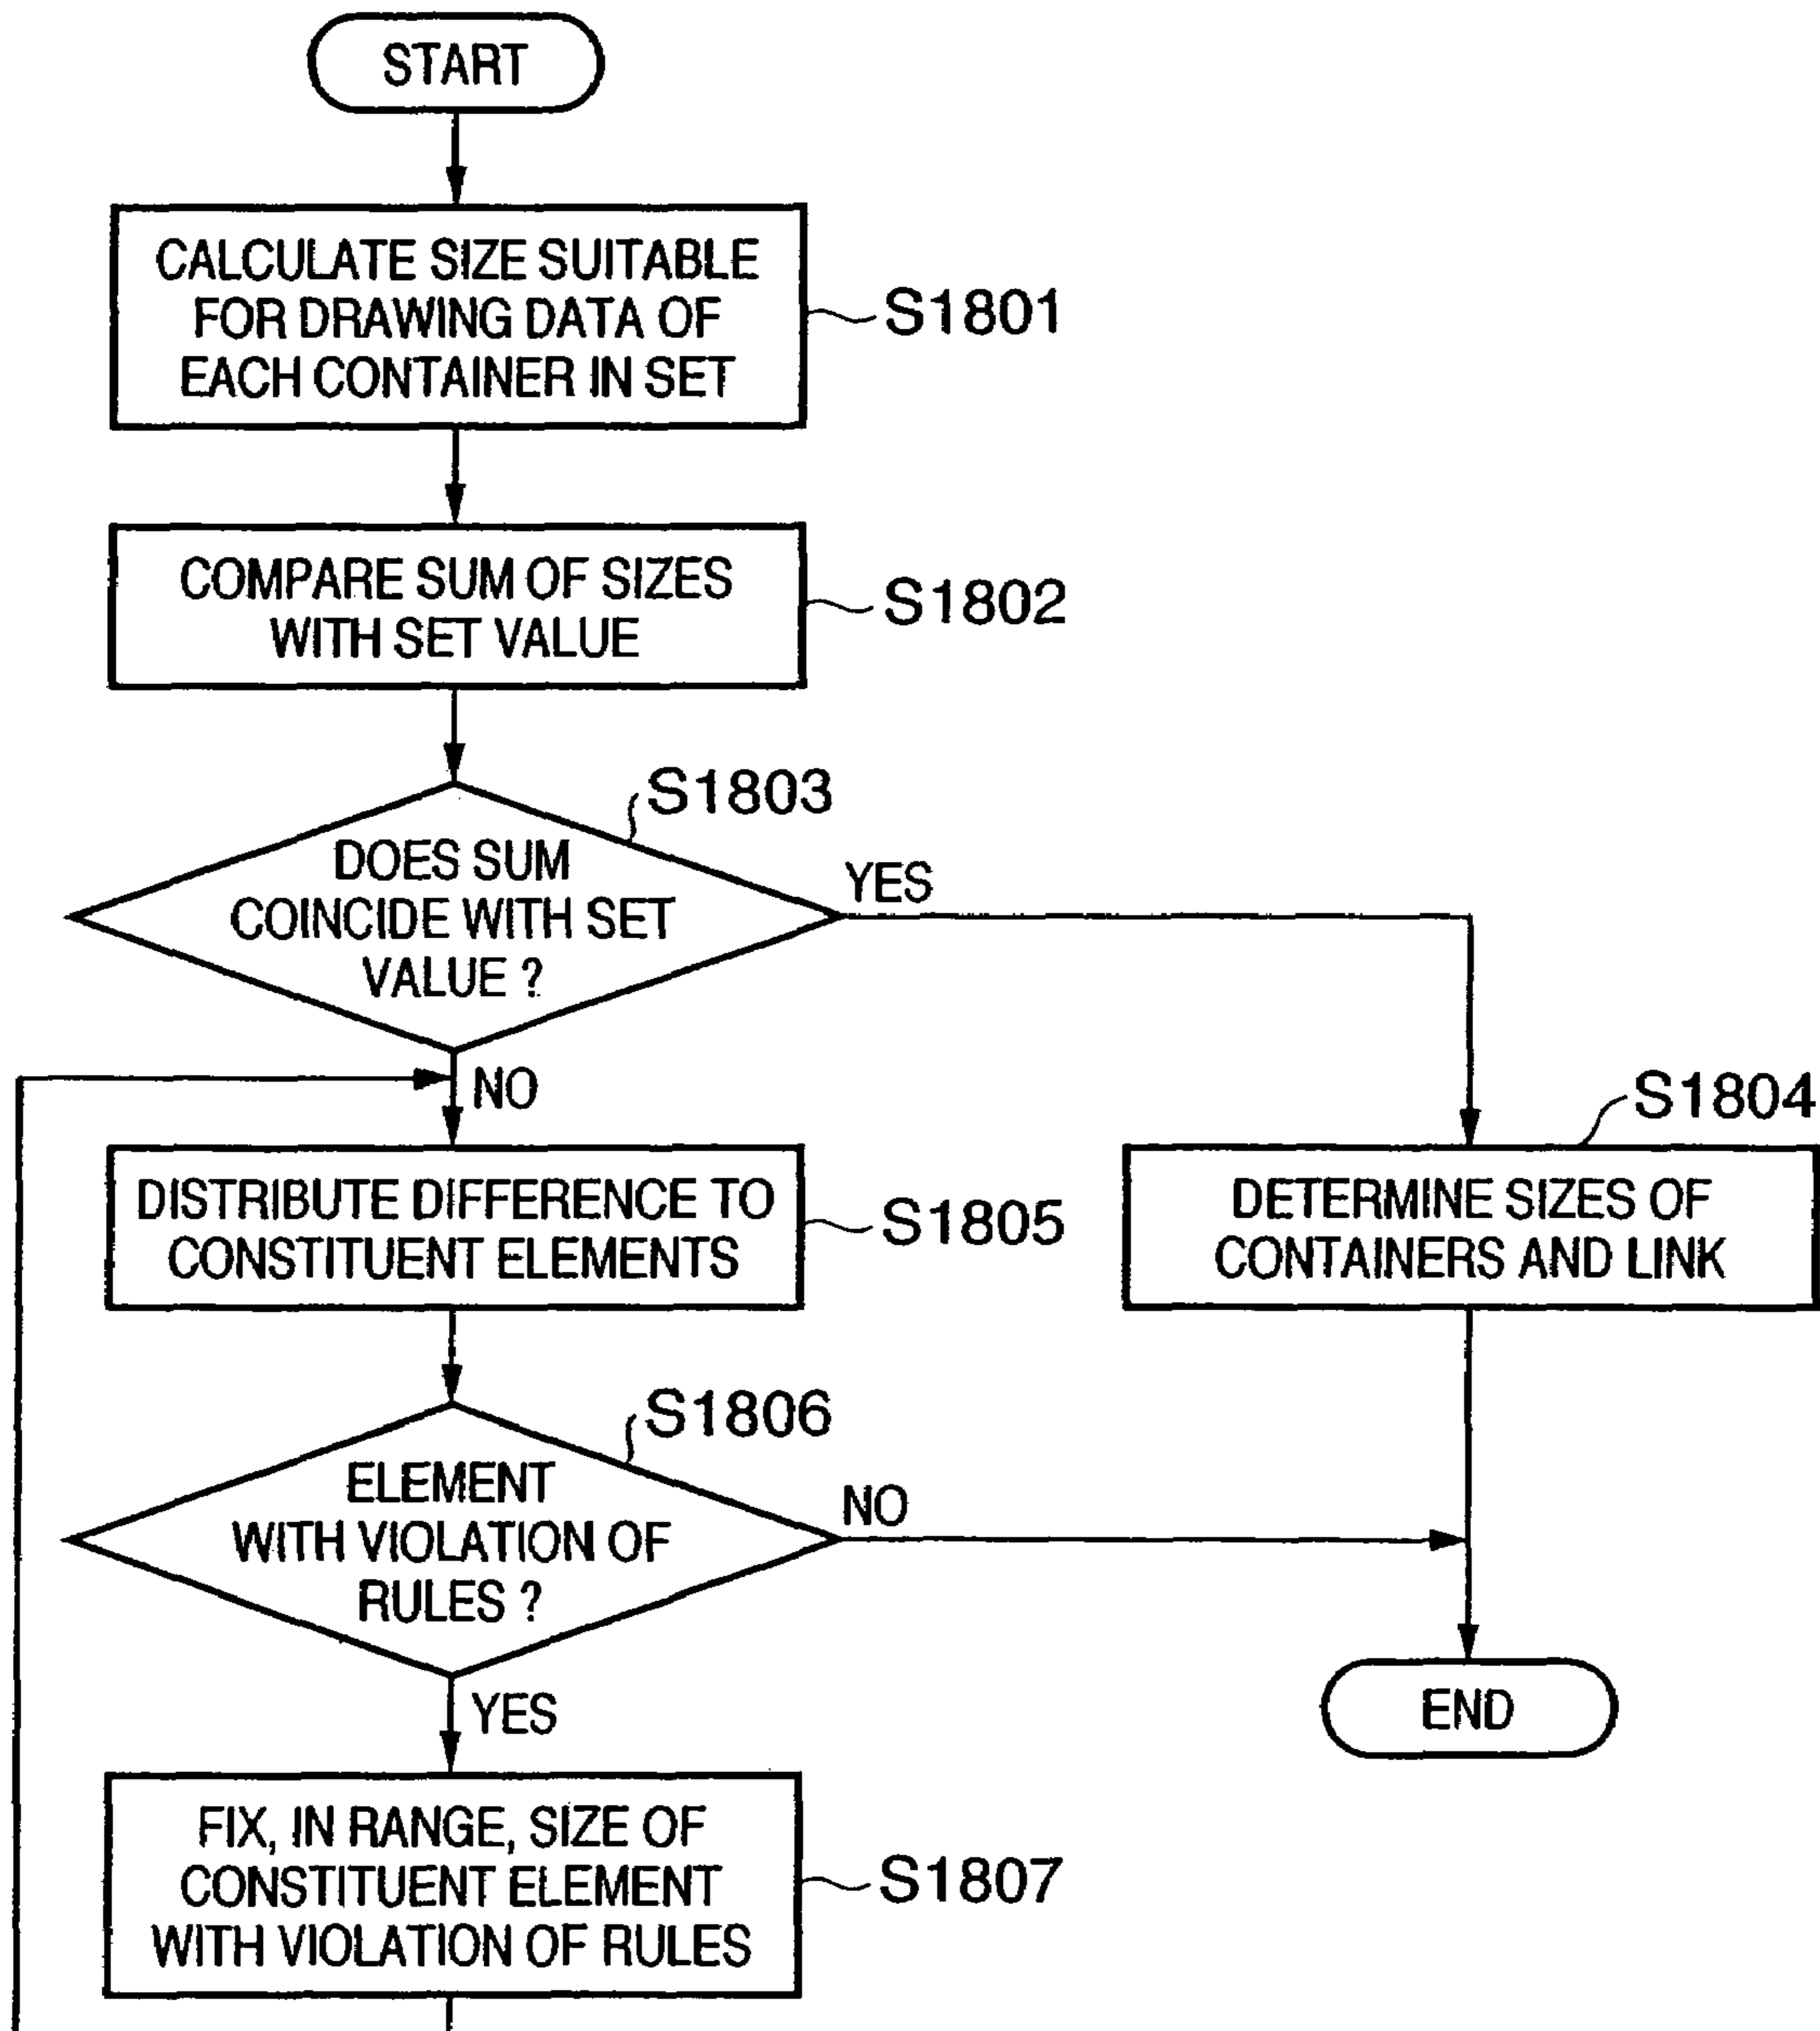 START
CALCULATE SIZE SUITABLE
FOR DRAWING DATA OF
EACH CONTAINER IN SET
S1801
COMPARE SUM OF SIZES
WITH SET VALUE
S1802
S1803
DOES SUM
COINCIDE WITH SET
VALUE ?
YES
NO
S1804
DISTRIBUTE DIFFERENCE TO
CONSTITUENT ELEMENTS
S1805
DETERMINE SIZES OF
CONTAINERS AND LINK
S1806
ELEMENT
WITH VIOLATION OF
RULES ?
NO
YES
END
FIX, IN RANGE, SIZE OF
CONSTITUENT ELEMENT
WITH VIOLATION OF RULES
S1807